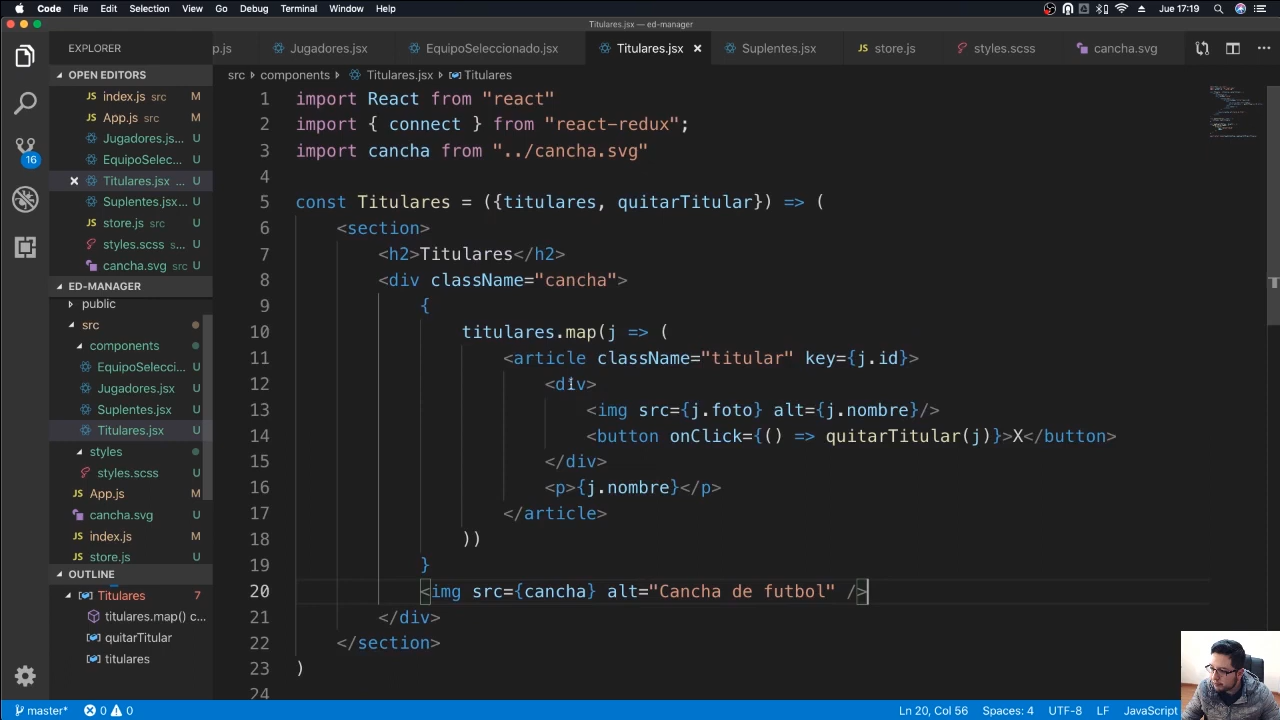 Code File Edit Selection View Go Debug Terminal Window Help Jue 17:19
Titulares.jsx — ed-manager
EXPLORER
p.js Jugadores.jsx EquipoSeleccionado.jsx Titulares.jsx Suplentes.jsx store.js styles.scss cancha.svg
src › components › Titulares.jsx › Titulares
OPEN EDITORS
index.js src M
App.js src M
Jugadores.js... U
EquipoSelec... U
Titulares.jsx ... U
Suplentes.jsx... U
store.js src U
styles.scss s... U
cancha.svg src U
ED-MANAGER
public
src
components
EquipoSelecci... U
Jugadores.jsx U
Suplentes.jsx U
Titulares.jsx U
styles
styles.scss U
App.js M
cancha.svg U
index.js M
store.js U
OUTLINE
Titulares 7
titulares.map() c...
quitarTitular
titulares
16
1 import React from "react"
2 import { connect } from "react-redux";
3 import cancha from "../cancha.svg"
4
5 const Titulares = ({titulares, quitarTitular}) => (
6 <section>
7 <h2>Titulares</h2>
8 <div className="cancha">
9 {
10 titulares.map(j => (
11 <article className="titular" key={j.id}>
12 <div>
13 <img src={j.foto} alt={j.nombre}/>
14 <button onClick={() => quitarTitular(j)}>X</button>
15 </div>
16 <p>{j.nombre}</p>
17 </article>
18 ))
19 }
20 <img src={cancha} alt="Cancha de futbol" />
21 </div>
22 </section>
23 )
24
master* 0 0 Ln 20, Col 56 Spaces: 4 UTF-8 LF JavaScript